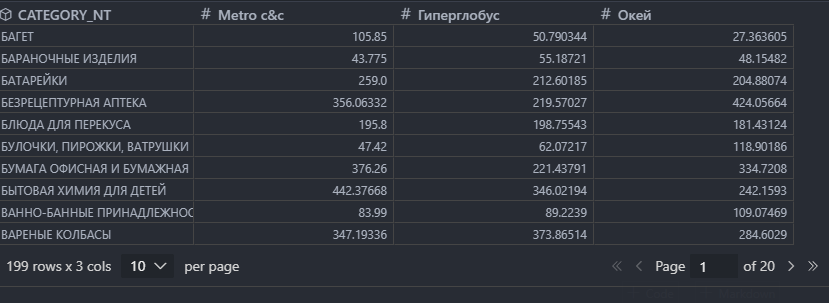 CATEGORY_NT # Metro c&c # Гиперглобус # Окей
БАГЕТ 105.85 50.790344 27.363605
БАРАНОЧНЫЕ ИЗДЕЛИЯ 43.775 55.18721 48.15482
БАТАРЕЙКИ 259.0 212.60185 204.88074
БЕЗРЕЦЕПТУРНАЯ АПТЕКА 356.06332 219.57027 424.05664
БЛЮДА ДЛЯ ПЕРЕКУСА 195.8 198.75543 181.43124
БУЛОЧКИ, ПИРОЖКИ, ВАТРУШКИ 47.42 62.07217 118.90186
БУМАГА ОФИСНАЯ И БУМАЖНАЯ 376.26 221.43791 334.7208
БЫТОВАЯ ХИМИЯ ДЛЯ ДЕТЕЙ 442.37668 346.02194 242.1593
ВАННО-БАННЫЕ ПРИНАДЛЕЖНОС 83.99 89.2239 109.07469
ВАРЕНЫЕ КОЛБАСЫ 347.19336 373.86514 284.6029
199 rows x 3 cols 10 per page « < Page 1 of 20 > »